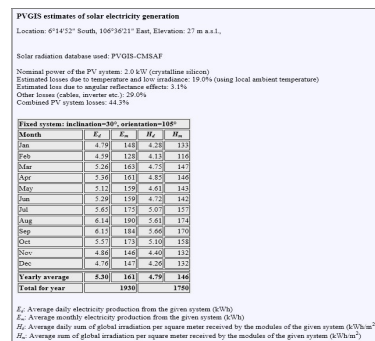 PVGIS estimates of solar electricity generation
Location: 6°14'52" South, 106°36'21" East, Elevation: 27 m a.s.l.,
Solar radiation database used: PVGIS-CMSAF
Nominal power of the PV system: 2.0 kW (crystalline silicon)
Estimated losses due to temperature and low irradiance: 19.0% (using local ambient temperature)
Estimated loss due to angular reflectance effects: 3.1%
Other losses (cables, inverter etc.): 29.0%
Combined PV system losses: 44.3%
Fixed system: inclination=30°, orientation=105°
Month Ed Em Hd Hm
Jan 4.79 148 4.28 133
Feb 4.59 128 4.13 116
Mar 5.26 163 4.75 147
Apr 5.36 161 4.85 146
May 5.12 159 4.61 143
Jun 5.29 159 4.72 142
Jul 5.65 175 5.07 157
Aug 6.14 190 5.61 174
Sep 6.15 184 5.66 170
Oct 5.57 173 5.10 158
Nov 4.86 146 4.40 132
Dec 4.76 147 4.26 132
Yearly average 5.30 161 4.79 146
Total for year 1930 1750
Ed: Average daily electricity production from the given system (kWh)
Em: Average monthly electricity production from the given system (kWh)
Hd: Average daily sum of global irradiation per square meter received by the modules of the given system (kWh/m2
Hm: Average sum of global irradiation per square meter received by the modules of the given system (kWh/m2)